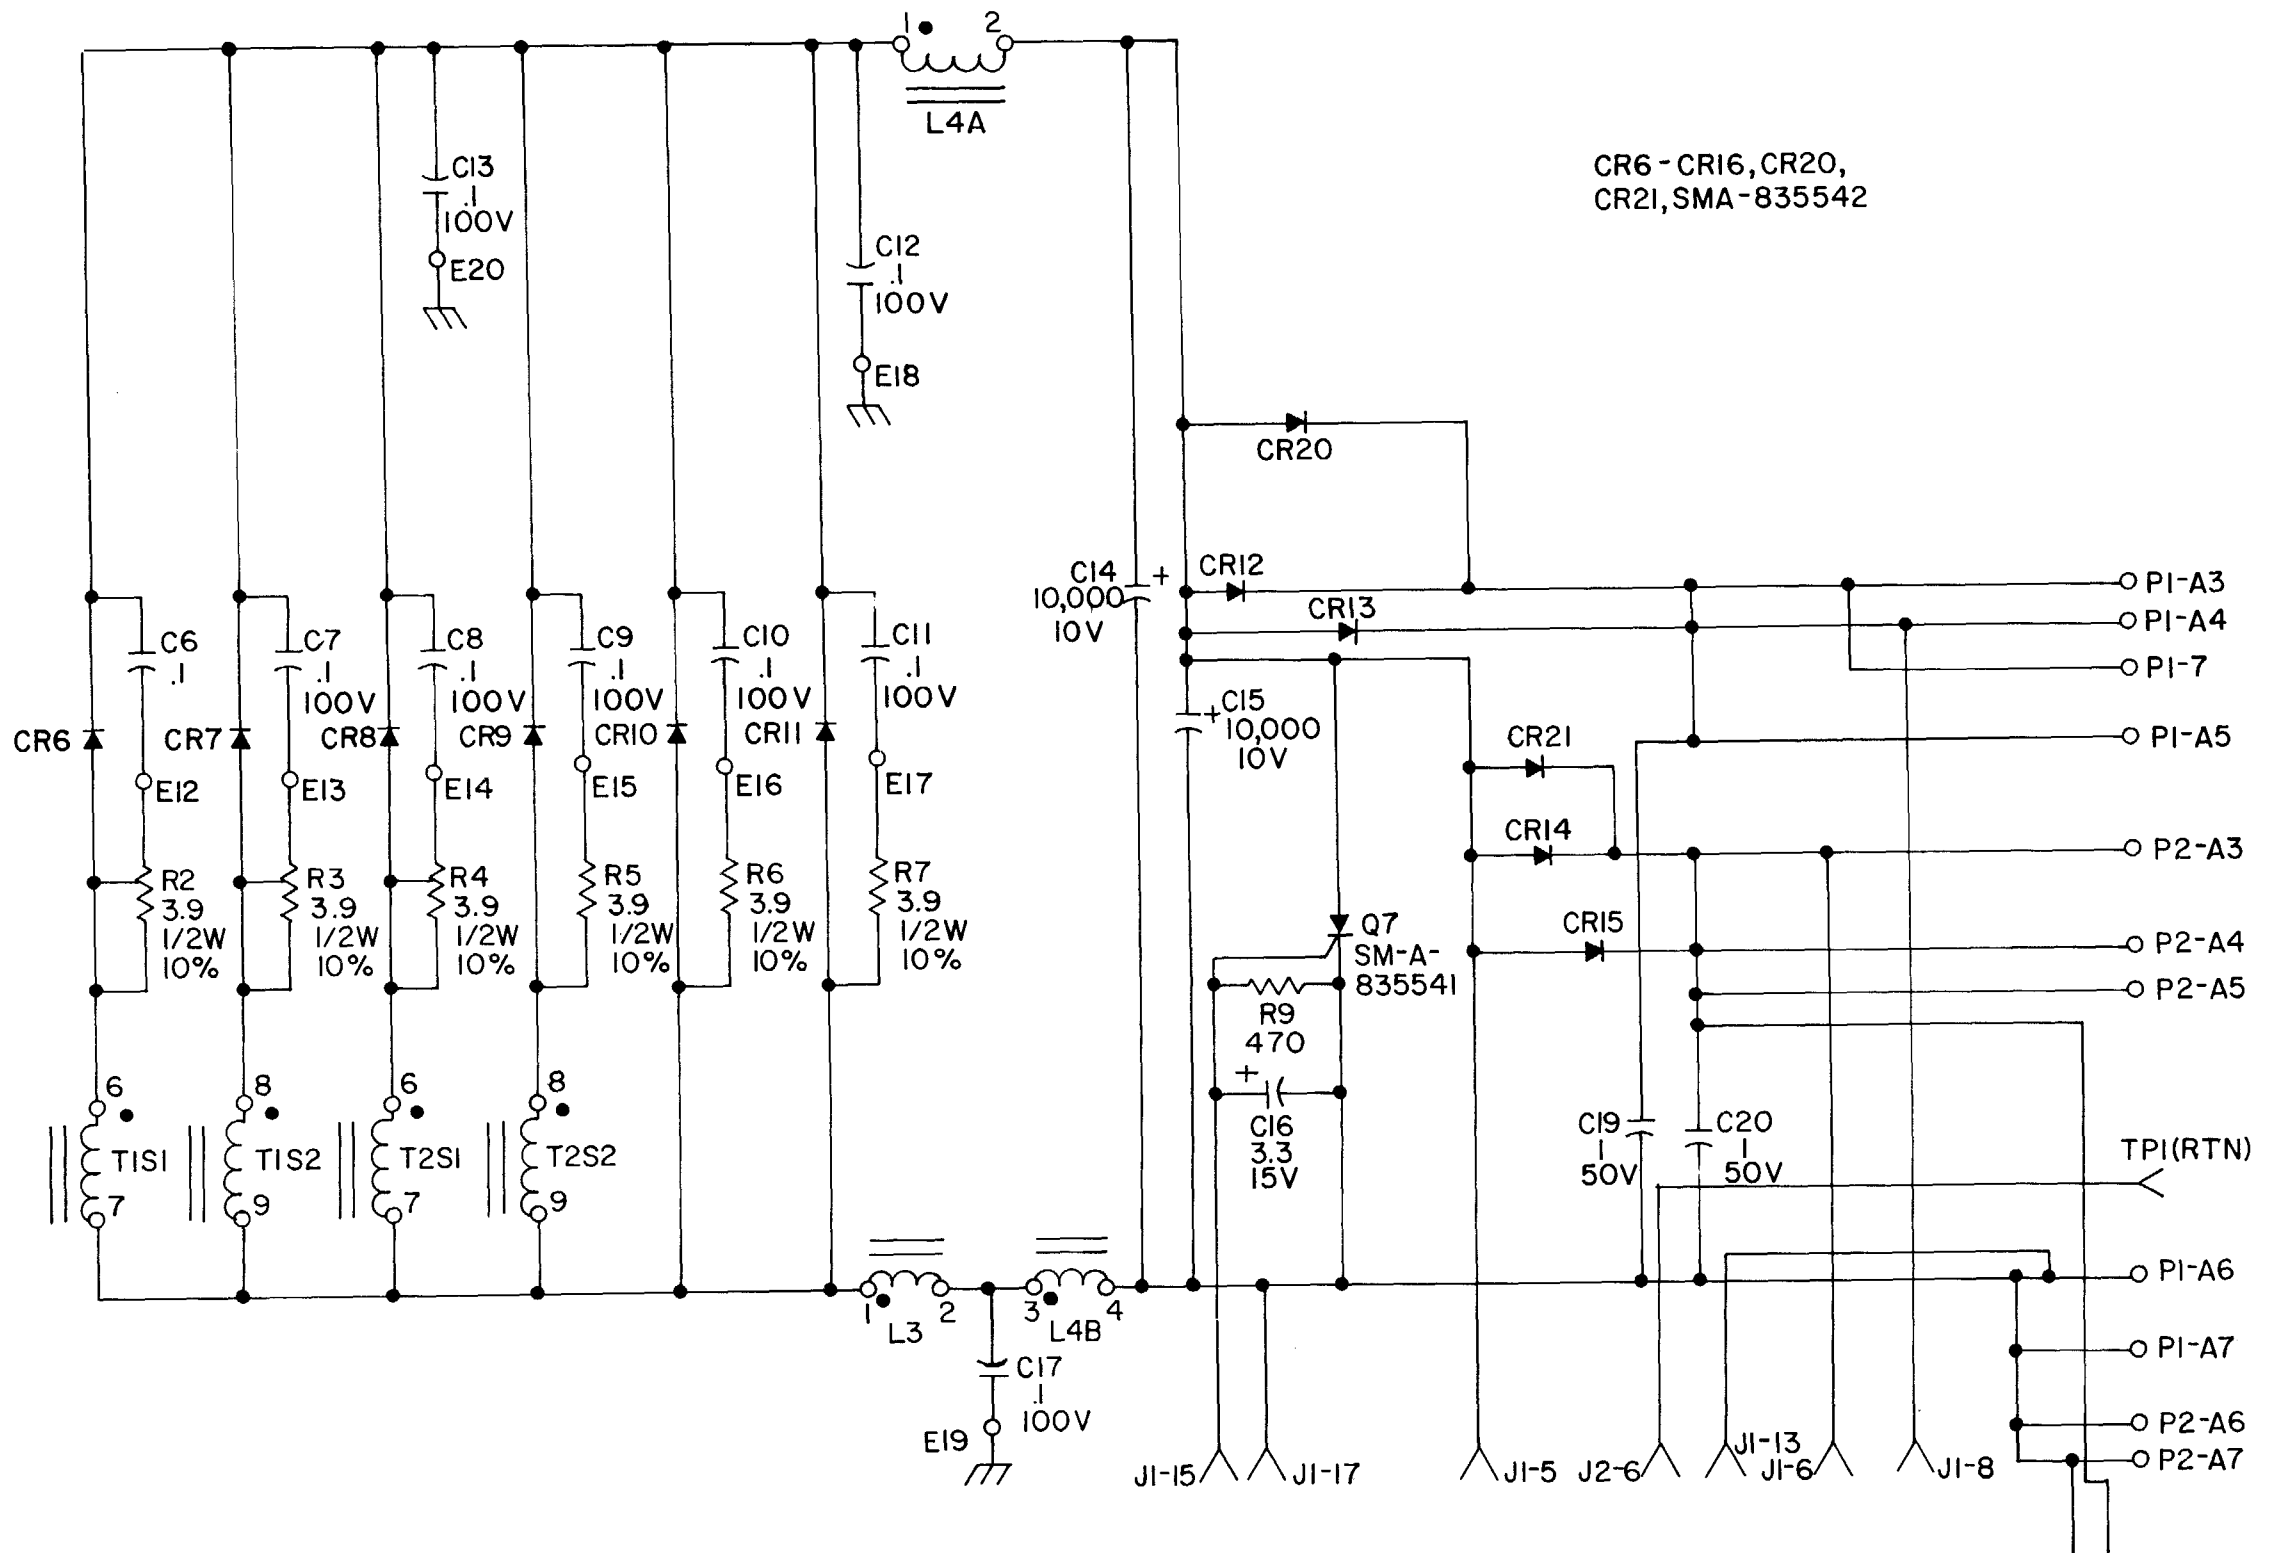 1 2
L4A
CR6-CR16, CR20,
CR21, SMA-835542
C13
.1
100V
E20
C12
.1
100V
E18
CR20
C14 +
10,000
10V
CR12
CR13
P1-A3
P1-A4
P1-7
C6
.1
C7
.1
100V
C8
.1
100V
C9
.1
100V
C10
.1
100V
C11
.1
100V
+ C15
10,000
10V
CR6
CR7
CR8
CR9
CR10
CR11
CR21
P1-A5
E12
E13
E14
E15
E16
E17
CR14
P2-A3
R2
3.9
1/2W
10%
R3
3.9
1/2W
10%
R4
3.9
1/2W
10%
R5
3.9
1/2W
10%
R6
3.9
1/2W
10%
R7
3.9
1/2W
10%
Q7
SM-A-
835541
CR15
P2-A4
P2-A5
R9
470
+
C16
3.3
15V
6
T1S1
7
8
T1S2
9
6
T2S1
7
8
T2S2
9
C19
1
50V
C20
1
50V
TP1(RTN)
P1-A6
1 2
L3
3 4
L4B
P1-A7
C17
.1
100V
E19
P2-A6
P2-A7
J1-15
J1-17
J1-5
J2-6
J1-13
J1-6
J1-8